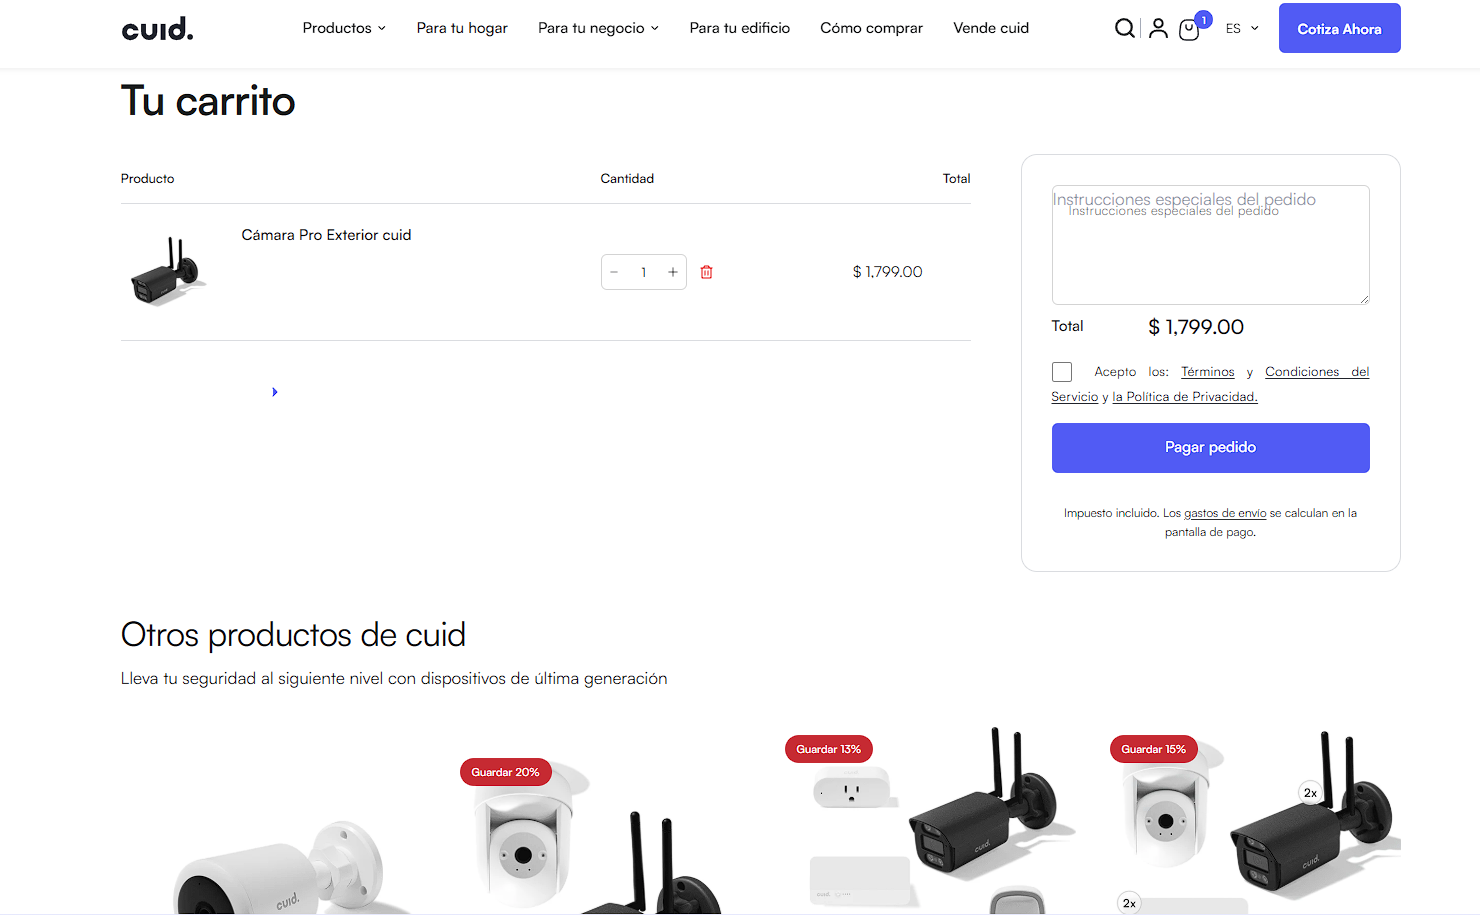 cuid.
Productos
Para tu hogar
Para tu negocio
Para tu edificio
Cómo comprar
Vende cuid
1
ES
Cotiza Ahora
Tu carrito
Producto
Cantidad
Total
Cámara Pro Exterior cuid
1
$ 1,799.00
Instrucciones especiales del pedido
Instrucciones especiales del pedido
Total
$ 1,799.00
Acepto los: Términos y Condiciones del
Servicio y la Política de Privacidad.
Pagar pedido
Impuesto incluido. Los gastos de envío se calculan en la
pantalla de pago.
Otros productos de cuid
Lleva tu seguridad al siguiente nivel con dispositivos de última generación
Guardar 20%
Guardar 13%
Guardar 15%
2x
2x
cuid.
cuid.
cuid.